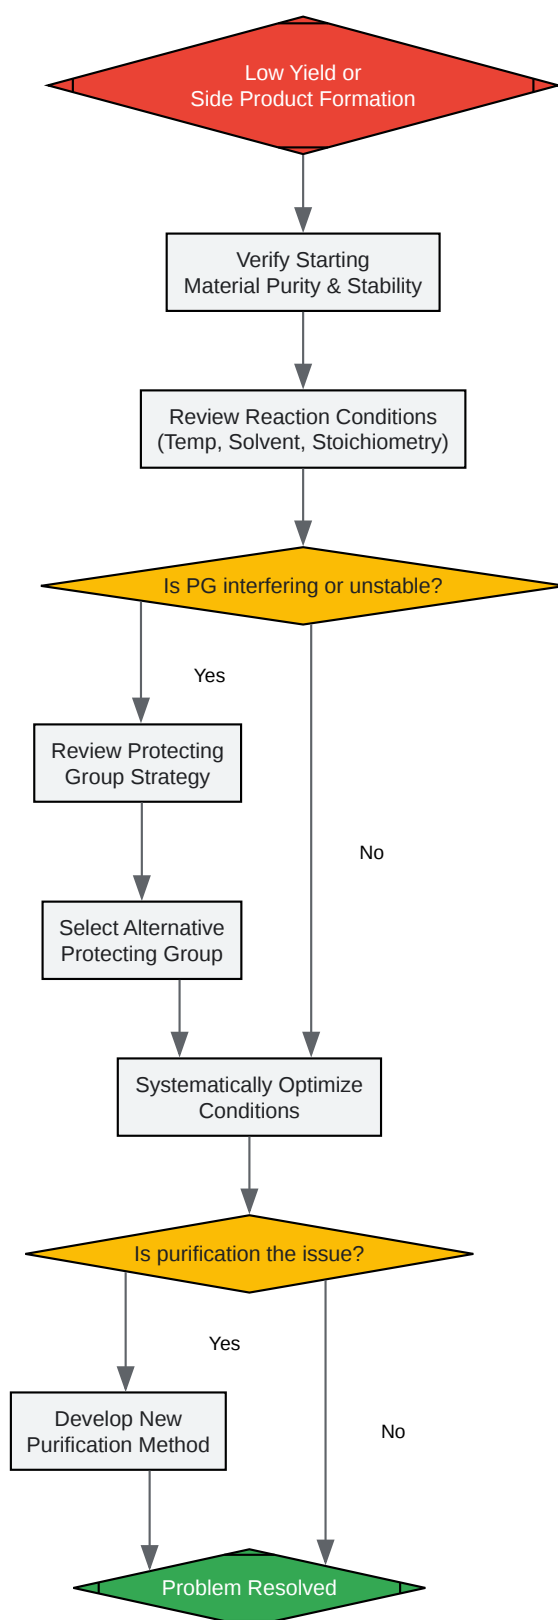 Low Yield or
Side Product Formation
Verify Starting
Material Purity & Stability
Review Reaction Conditions
(Temp, Solvent, Stoichiometry)
Is PG interfering or unstable?
Yes
Review Protecting
Group Strategy
No
Select Alternative
Protecting Group
Systematically Optimize
Conditions
Is purification the issue?
Yes
Develop New
Purification Method
No
Problem Resolved